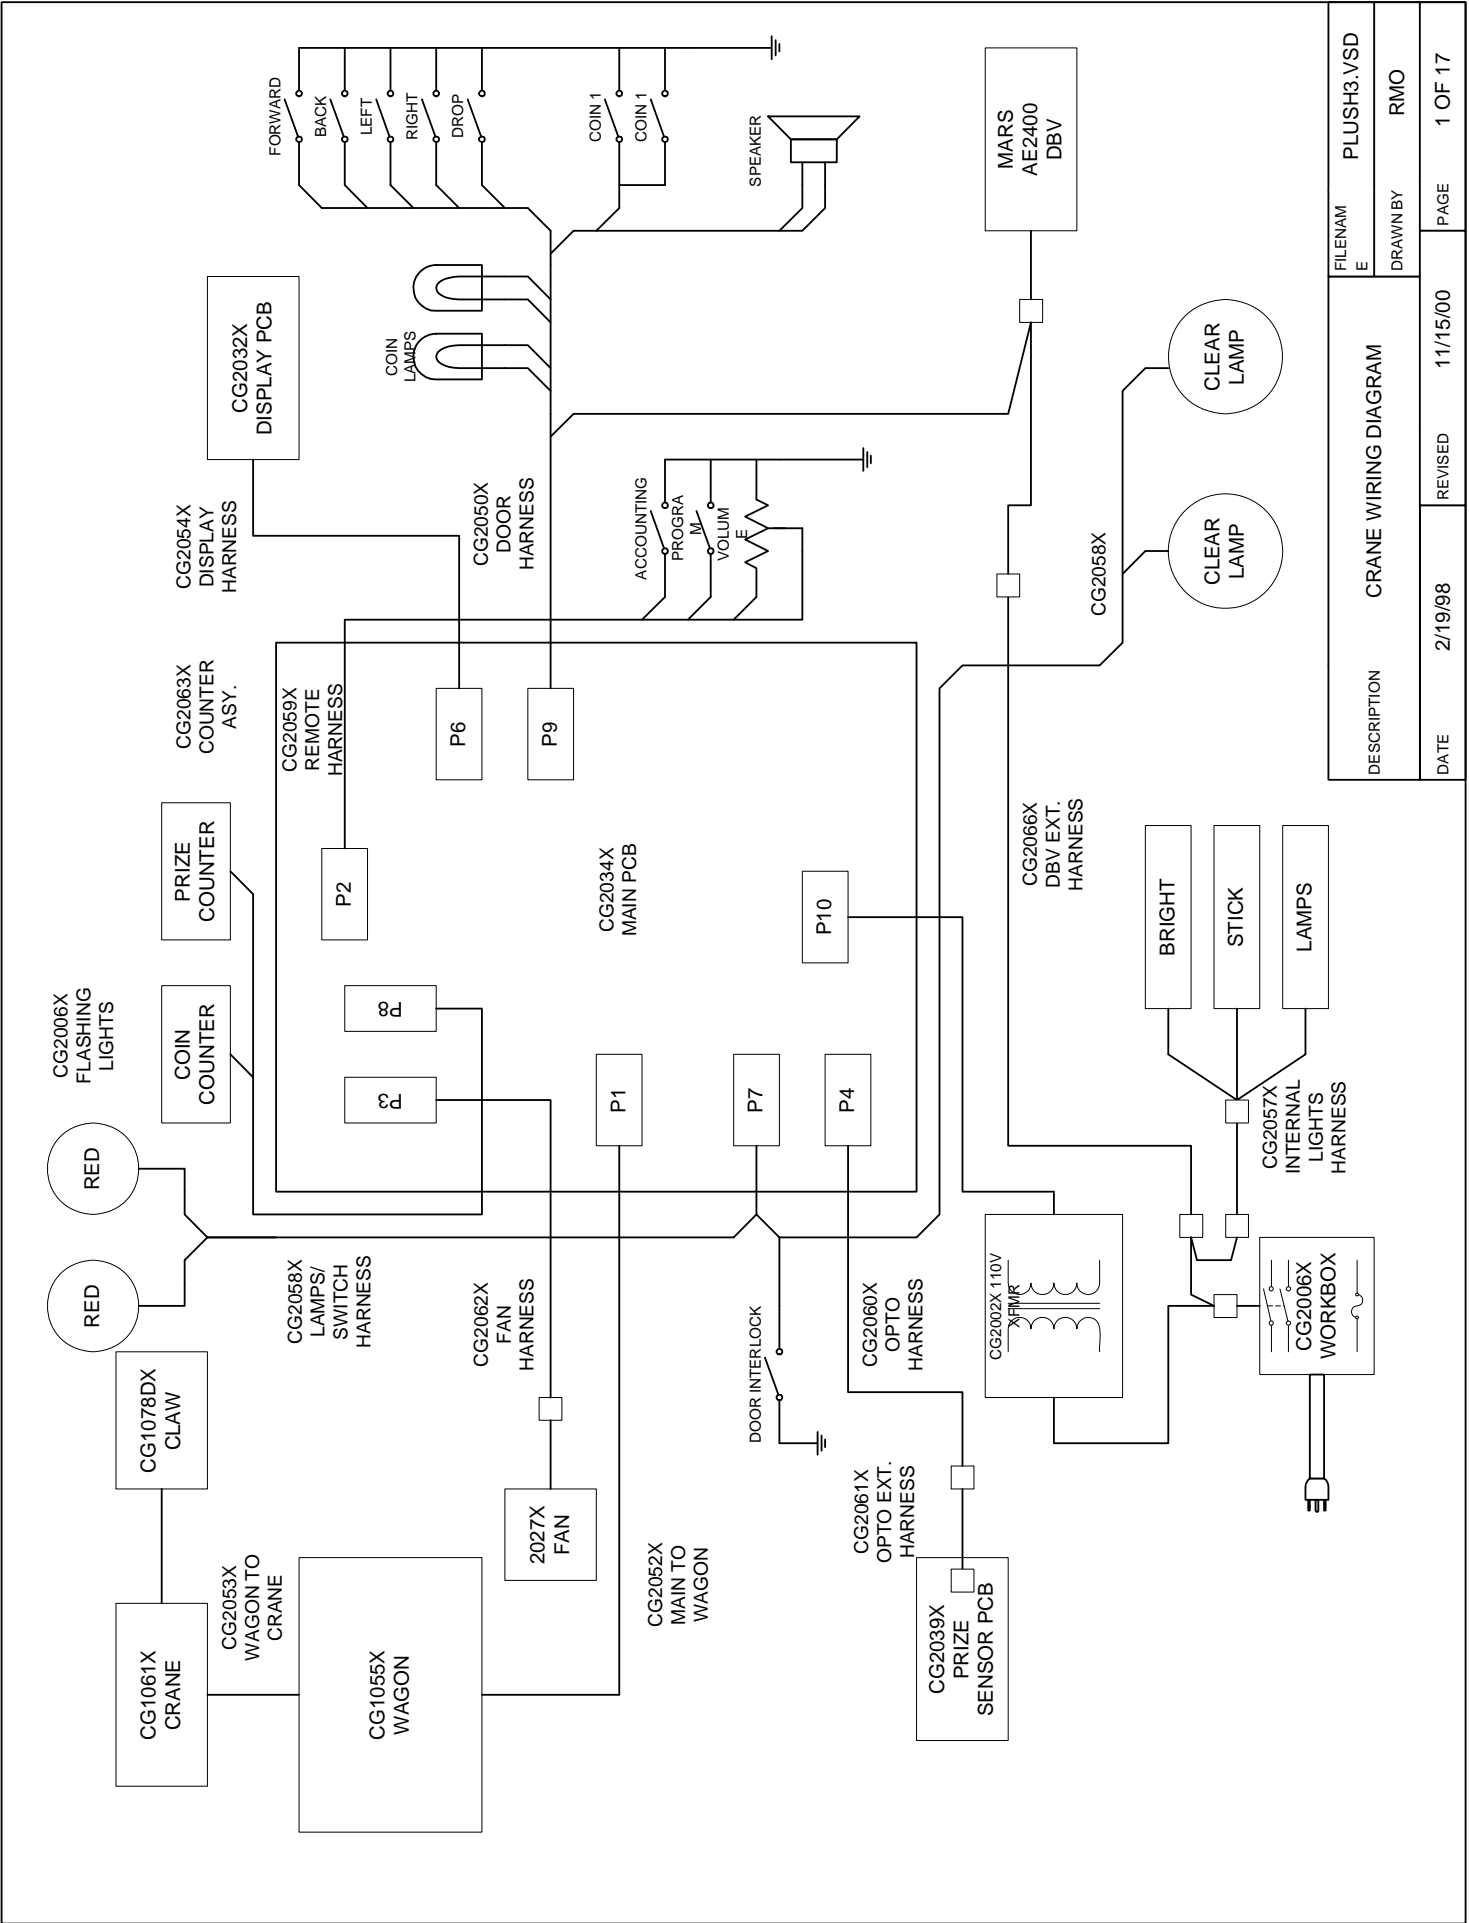 CG1061X
CRANE
CG1078DX
CLAW
RED
RED
CG2006X
FLASHING
LIGHTS
COIN
COUNTER
PRIZE
COUNTER
CG2063X
COUNTER
ASY.
CG2054X
DISPLAY
HARNESS
CG2032X
DISPLAY PCB
FORWARD
BACK
LEFT
RIGHT
DROP
COIN
LAMPS
CG2053X
WAGON TO
CRANE
CG1055X
WAGON
CG2058X
LAMPS/
SWITCH
HARNESS
P3
P8
P2
CG2059X
REMOTE
HARNESS
P6
P9
CG2050X
DOOR
HARNESS
CG2062X
FAN
HARNESS
2027X
FAN
P1
CG2034X
MAIN PCB
ACCOUNTING
PROGRA
M
VOLUM
E
COIN 1
COIN 1
SPEAKER
CG2052X
MAIN TO
WAGON
DOOR INTERLOCK
P7
P4
P10
CG2060X
OPTO
HARNESS
CG2061X
OPTO EXT.
HARNESS
CG2039X
PRIZE
SENSOR PCB
CG2002X 110V
XFMR
CG2066X
DBV EXT.
HARNESS
MARS
AE2400
DBV
CG2058X
CLEAR
LAMP
CLEAR
LAMP
BRIGHT
STICK
LAMPS
CG2057X
INTERNAL
LIGHTS
HARNESS
CG2006X
WORKBOX
DESCRIPTION
CRANE WIRING DIAGRAM
FILENAM
E
PLUSH3.VSD
DRAWN BY
RMO
DATE
2/19/98
REVISED
11/15/00
PAGE
1 OF 17